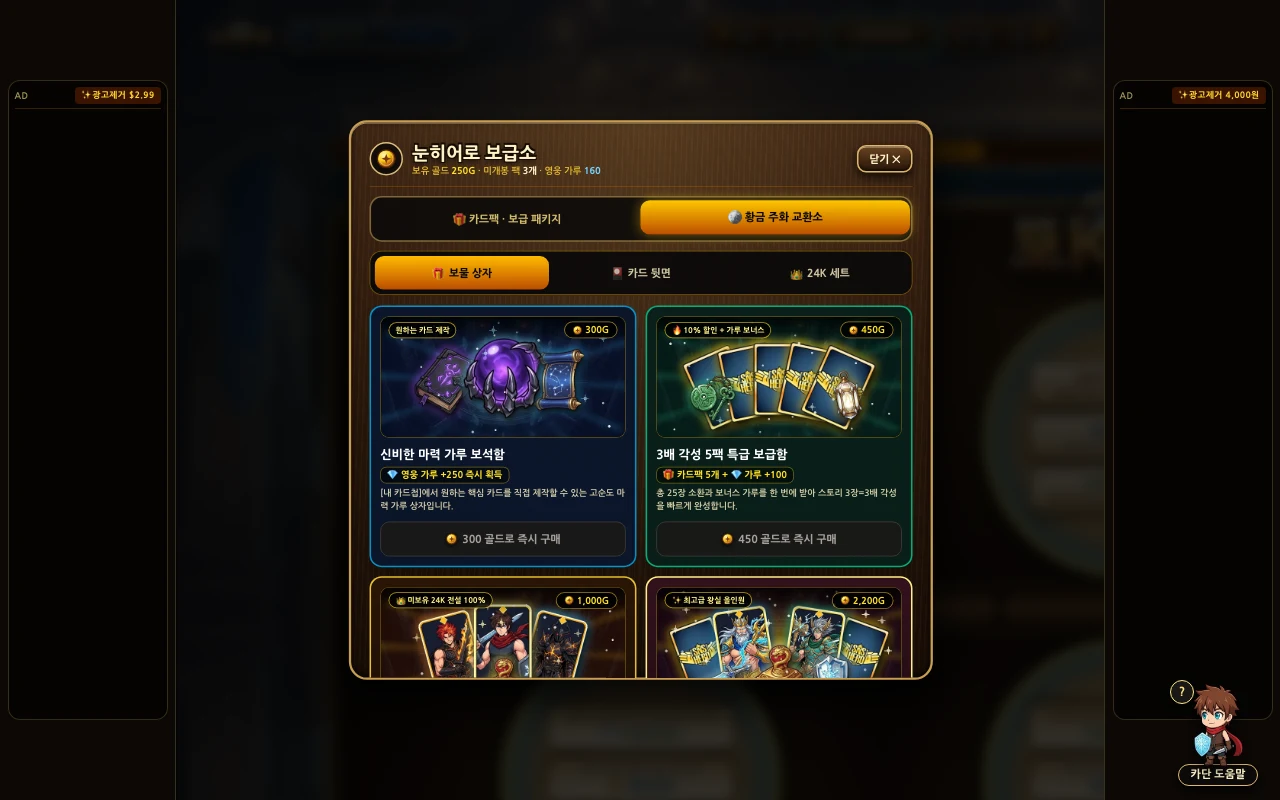 AD
✨광고제거 $2.99
눈히어로 보급소
보유 골드 250G · 미개봉 팩 3개 · 영웅 가루 160
닫기 ✕
카드팩 · 보급 패키지
황금 주화 교환소
보물 상자
카드 뒷면
24K 세트
원하는 카드 제작
300G
신비한 마력 가루 보석함
영웅 가루 +250 즉시 획득
[내 카드첩]에서 원하는 핵심 카드를 직접 제작할 수 있는 고순도 마
력 가루 상자입니다.
300 골드로 즉시 구매
10% 할인 + 가루 보너스
450G
3배 각성 5팩 특급 보급함
카드팩 5개 + 💎 가루 +100
총 25장 소환과 보너스 가루를 한 번에 받아 스토리 3장=3배 각성
을 빠르게 완성합니다.
450 골드로 즉시 구매
미보유 24K 전설 100%
1,000G
최고급 왕실 올인원
2,200G
AD
✨광고제거 4,000원
?
카단 도움말